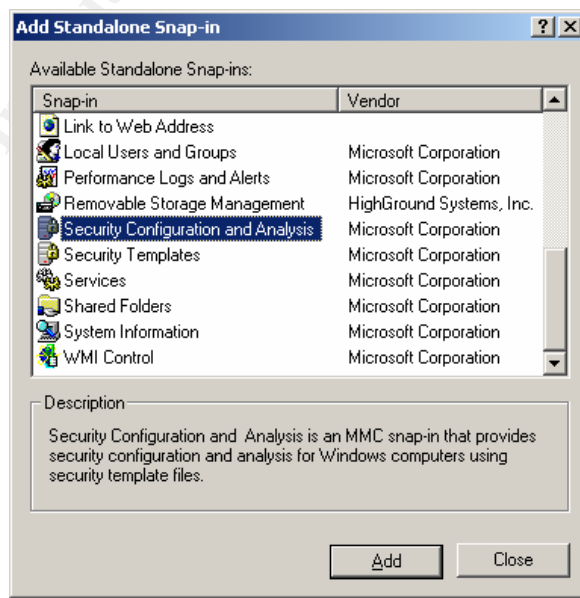 Add Standalone Snap-in
Available Standalone Snap-ins:
Snap-in Vendor
Link to Web Address
Local Users and Groups Microsoft Corporation
Performance Logs and Alerts Microsoft Corporation
Removable Storage Management HighGround Systems, Inc.
Security Configuration and Analysis Microsoft Corporation
Security Templates Microsoft Corporation
Services Microsoft Corporation
Shared Folders Microsoft Corporation
System Information Microsoft Corporation
WMI Control Microsoft Corporation
Description
Security Configuration and Analysis is an MMC snap-in that provides
security configuration and analysis for Windows computers using
security template files.
Add Close